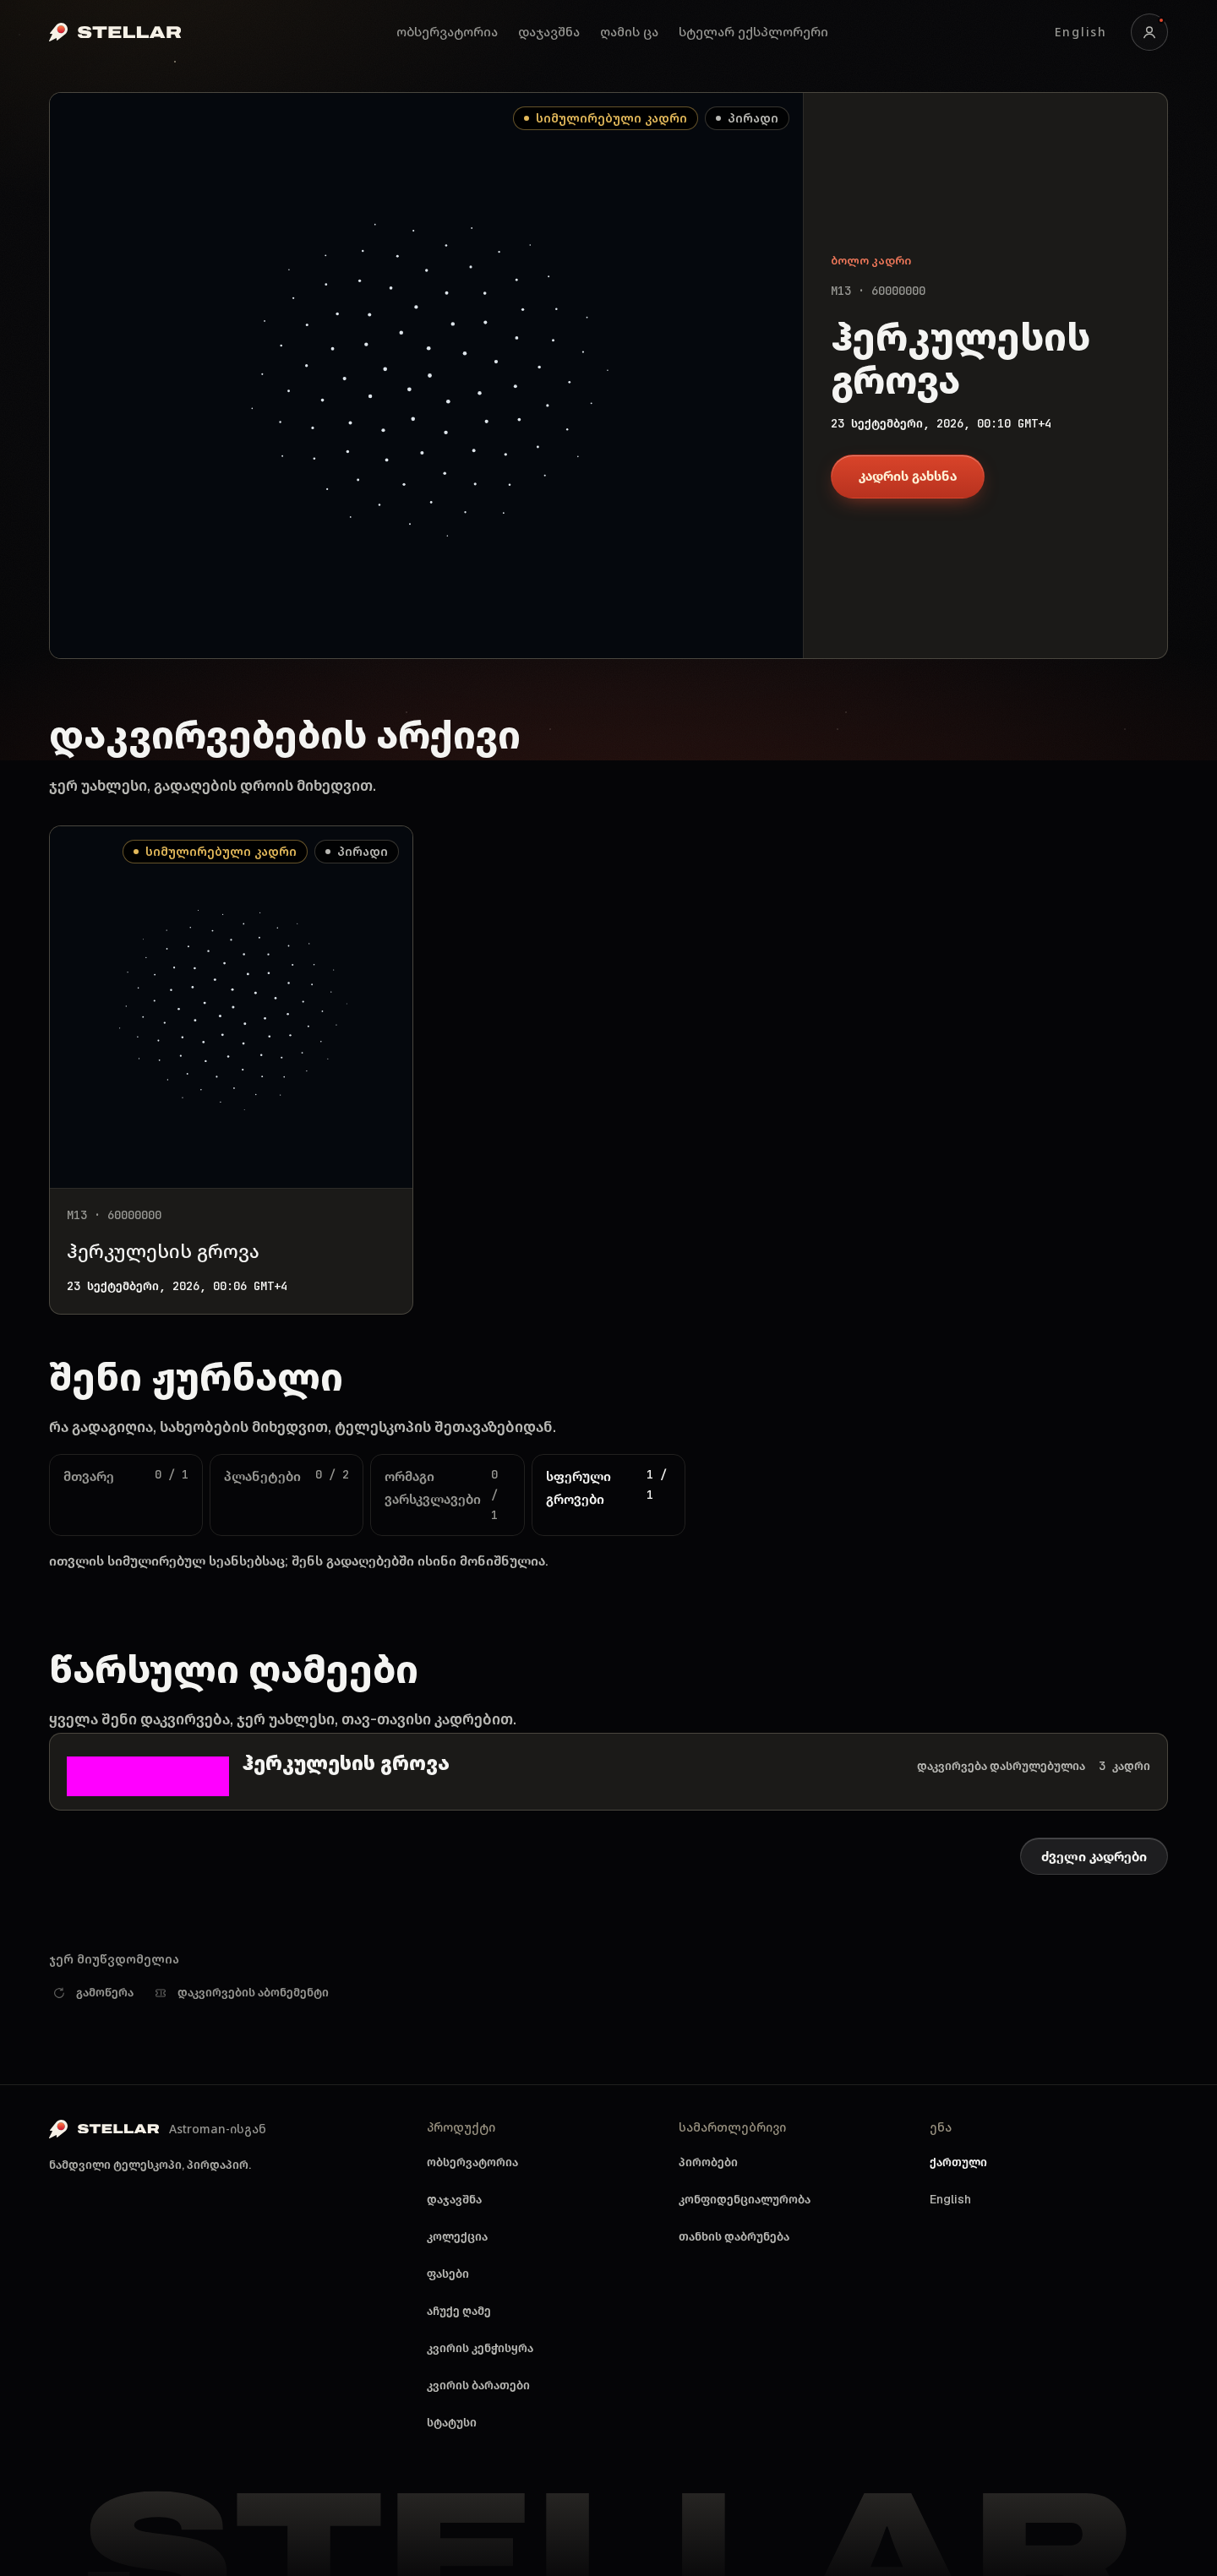 STELLAR
ობსერვატორია დაჯავშნა ღამის ცა სტელარ ექსპლორერი
English
სიმულირებული კადრი
პირადი
ბოლო კადრი
M13 · 60000000
ჰერკულესის
გროვა
23 სექტემბერი, 2026, 00:10 GMT+4
კადრის გახსნა
დაკვირვებების არქივი
ჯერ უახლესი, გადაღების დროის მიხედვით.
სიმულირებული კადრი
პირადი
M13 · 60000000
ჰერკულესის გროვა
23 სექტემბერი, 2026, 00:06 GMT+4
შენი ჟურნალი
რა გადაგიღია, სახეობების მიხედვით, ტელესკოპის შეთავაზებიდან.
მთვარე 0 / 1
პლანეტები 0 / 2
ორმაგი
ვარსკვლავები
0
/
1
სფერული
გროვები
1 /
1
ითვლის სიმულირებულ სეანსებსაც; შენს გადაღებებში ისინი მონიშნულია.
წარსული ღამეები
ყველა შენი დაკვირვება, ჯერ უახლესი, თავ-თავისი კადრებით.
ჰერკულესის გროვა
დაკვირვება დასრულებულია 3 კადრი
ძველი კადრები
ჯერ მიუწვდომელია
გამოწერა
დაკვირვების აბონემენტი
STELLAR Astroman-ისგან
ნამდვილი ტელესკოპი, პირდაპირ.
პროდუქტი
ობსერვატორია
დაჯავშნა
კოლექცია
ფასები
აჩუქე ღამე
კვირის კენჭისყრა
კვირის ბარათები
სტატუსი
სამართლებრივი
პირობები
კონფიდენციალურობა
თანხის დაბრუნება
ენა
ქართული
English
STELLAR